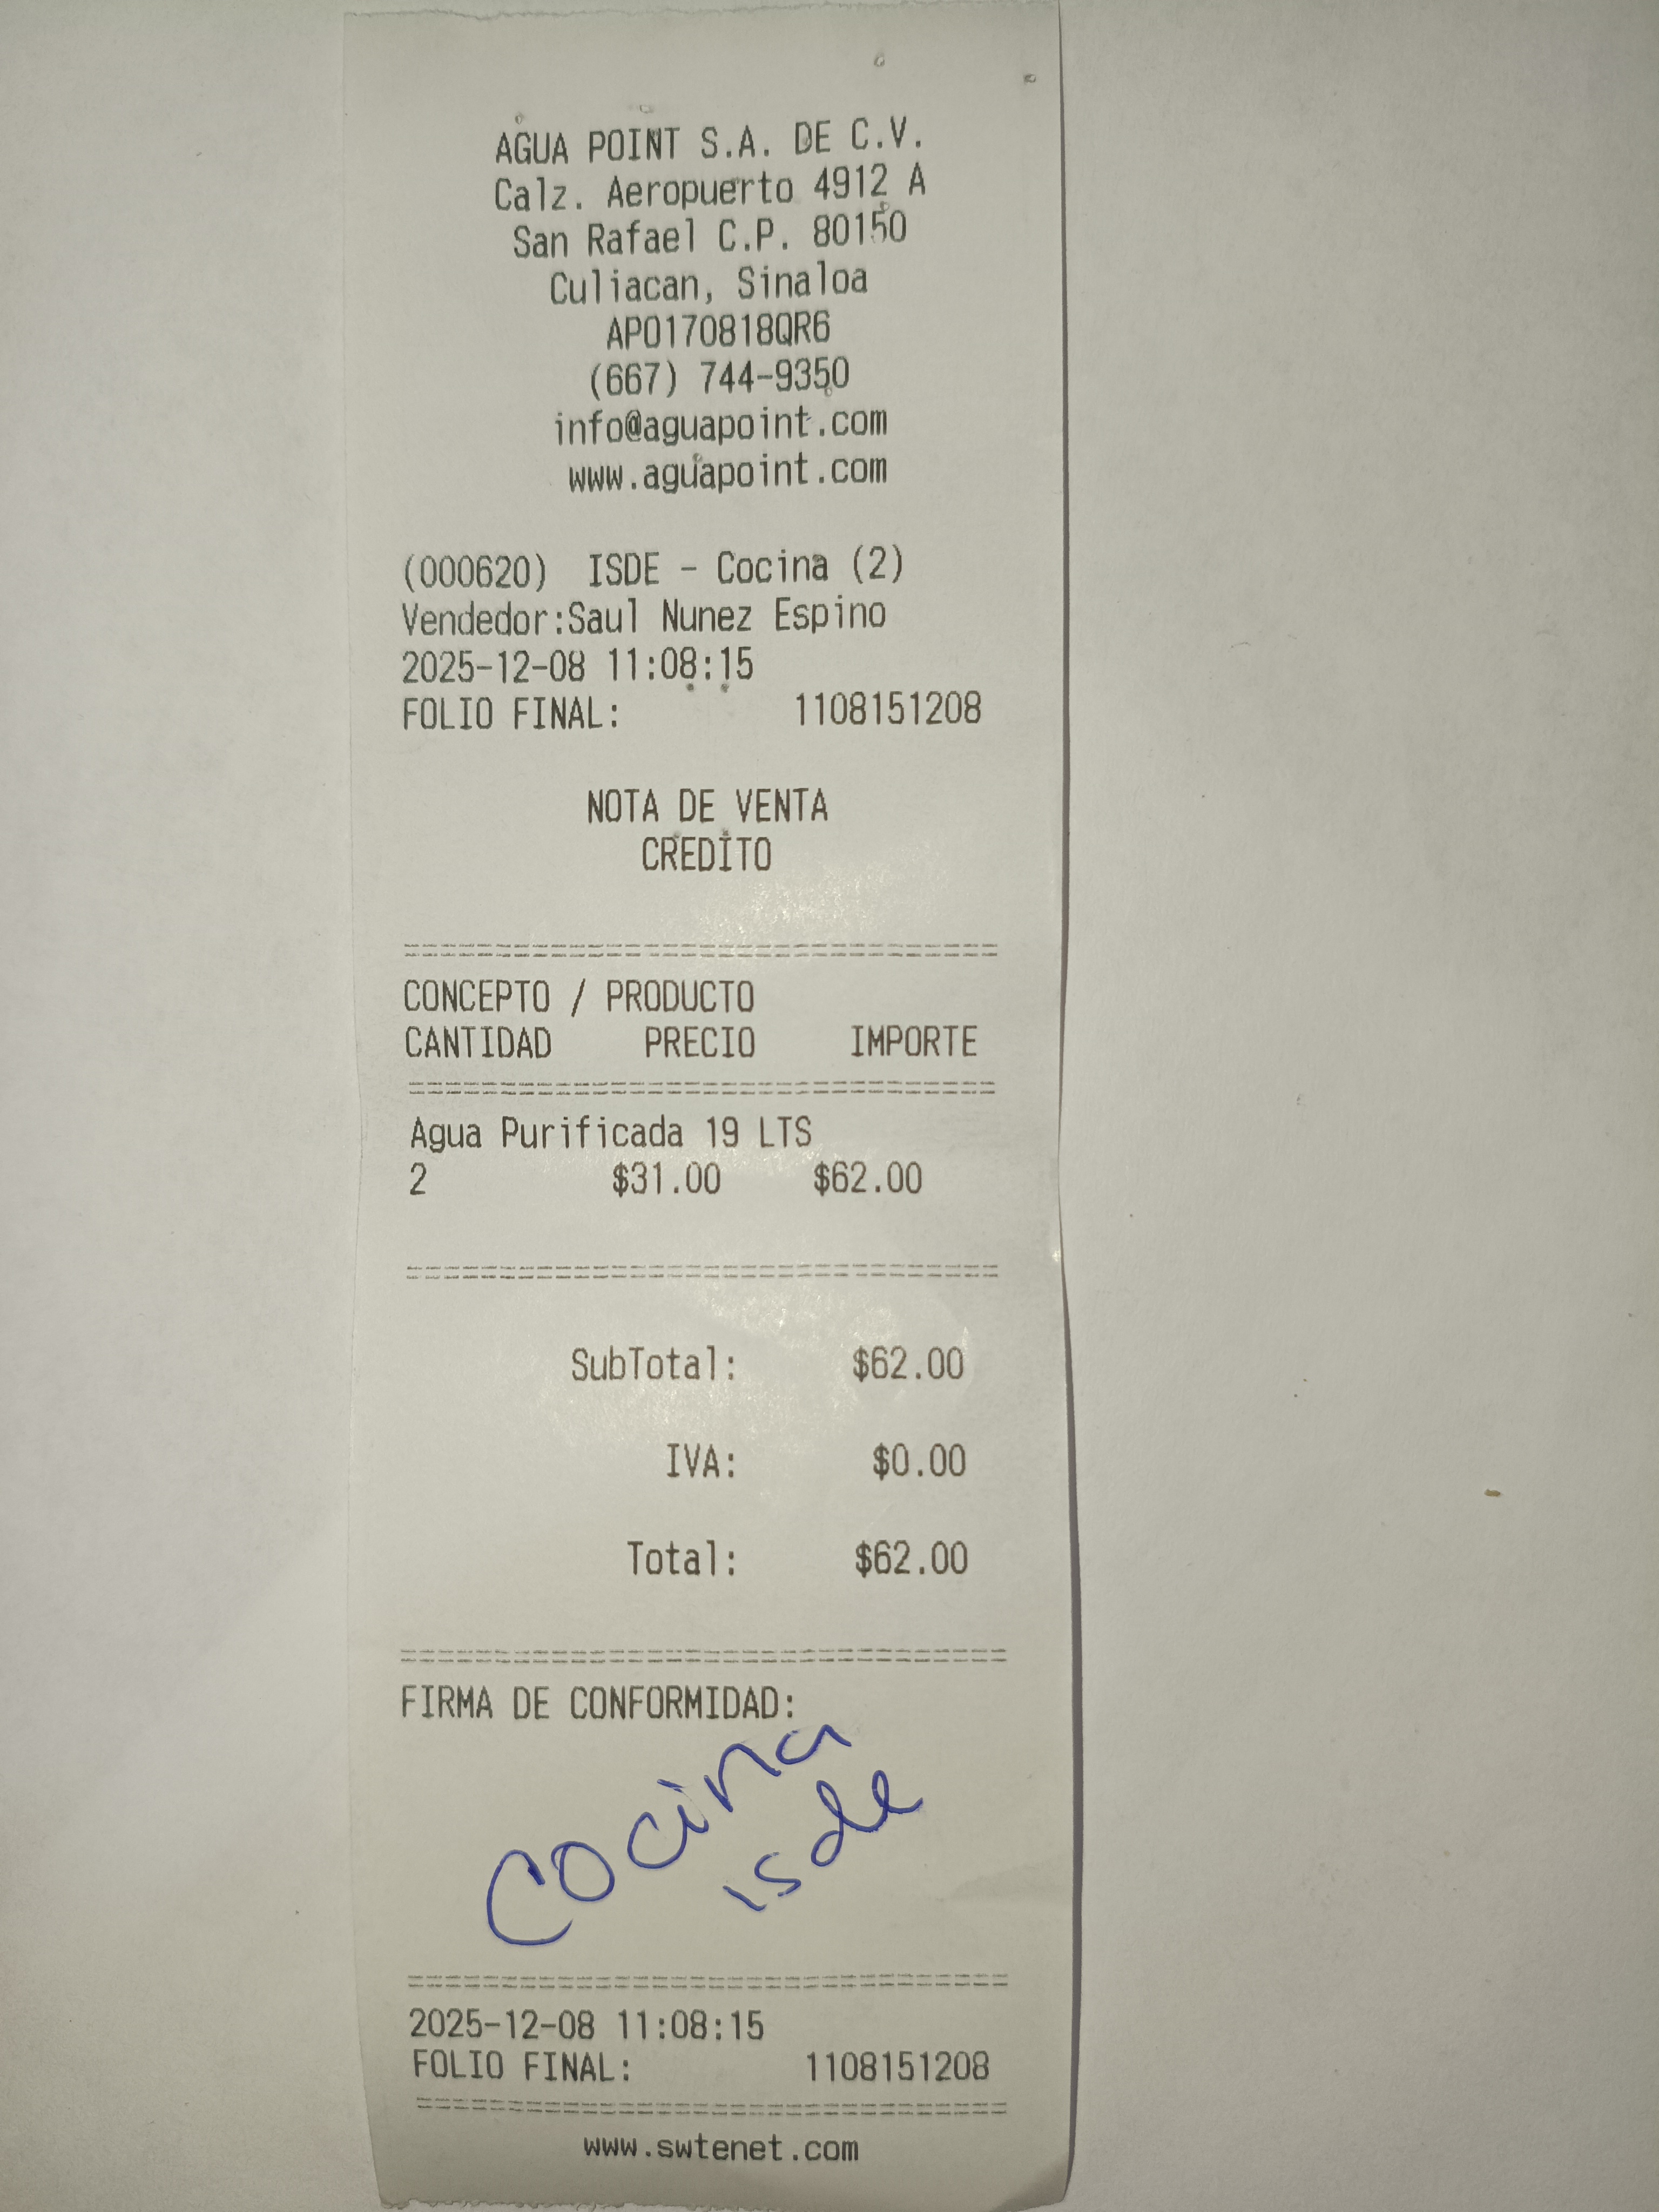 AGUA POINT S.A. DE C.V.
Calz. Aeropuerto 4912 A
San Rafael C.P. 80150
Culiacan, Sinaloa
APO170818QR6
(667) 744-9350
info@aguapoint.com
www.aguapoint.com
(000620) ISDE - Cocina (2)
Vendedor:Saul Nunez Espino
2025-12-08 11:08:15
FOLIO FINAL: 1108151208
NOTA DE VENTA
CREDITO
CONCEPTO / PRODUCTO
CANTIDAD PRECIO IMPORTE
Agua Purificada 19 LTS
2 $31.00 $62.00
SubTotal: $62.00
IVA: $0.00
Total: $62.00
FIRMA DE CONFORMIDAD:
Cocina
isde
2025-12-08 11:08:15
FOLIO FINAL: 1108151208
www.swtenet.com